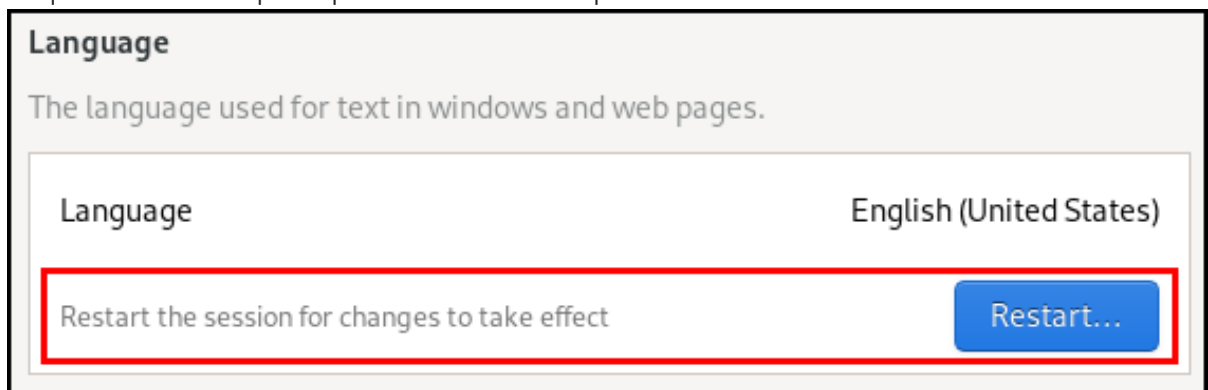 Language
The language used for text in windows and web pages.
Language English (United States)
Restart the session for changes to take effect Restart...